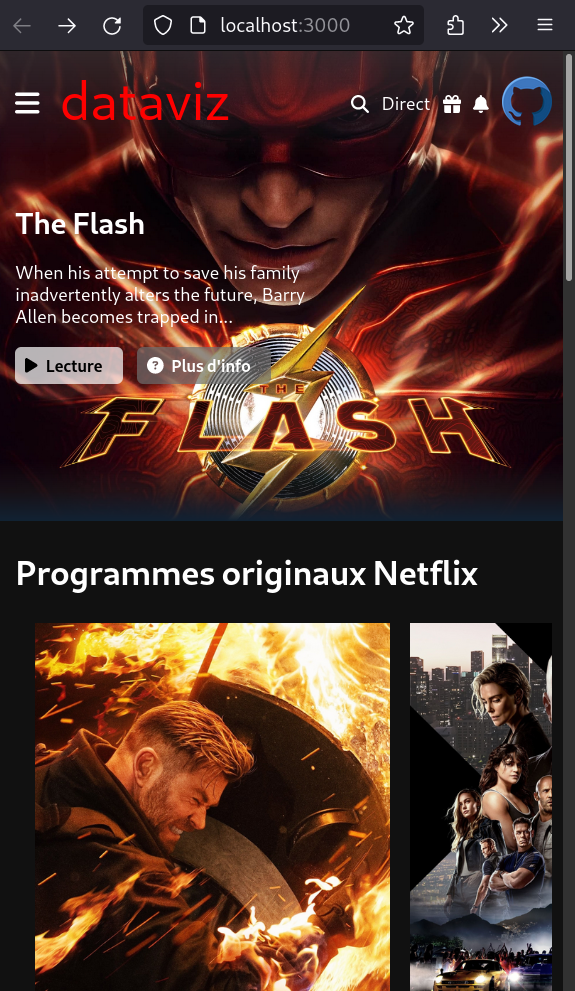 localhost:3000
dataviz
Direct
The Flash
When his attempt to save his family
inadvertently alters the future, Barry
Allen becomes trapped in...
Lecture
? Plus d'info
THE
FLASH
Programmes originaux Netflix